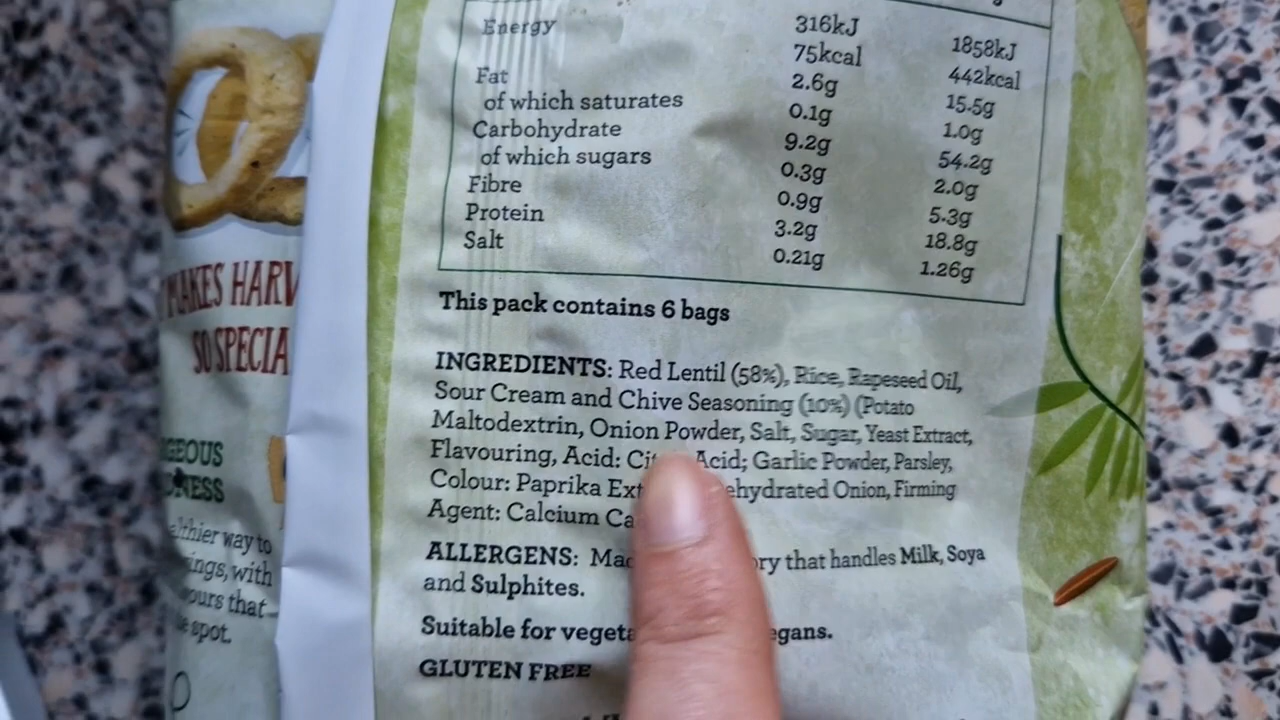 MAKES HARV
SO SPECIA
GEOUS
NESS
althier way to
ings, with
ours that
e spot.
Energy 316kJ 1858kJ
75kcal 442kcal
Fat 2.6g 15.5g
of which saturates 0.1g 1.0g
Carbohydrate 9.2g 54.2g
of which sugars 0.3g 2.0g
Fibre 0.9g 5.3g
Protein 3.2g 18.8g
Salt 0.21g 1.26g
This pack contains 6 bags
INGREDIENTS: Red Lentil (58%), Rice, Rapeseed Oil,
Sour Cream and Chive Seasoning (10%) (Potato
Maltodextrin, Onion Powder, Salt, Sugar, Yeast Extract,
Flavouring, Acid: Cit Acid; Garlic Powder, Parsley,
Colour: Paprika Ext ehydrated Onion, Firming
Agent: Calcium
ALLERGENS: ory that handles Milk, Soya
and Sulphites.
Suitable for vegeta egans.
GLUTEN FREE